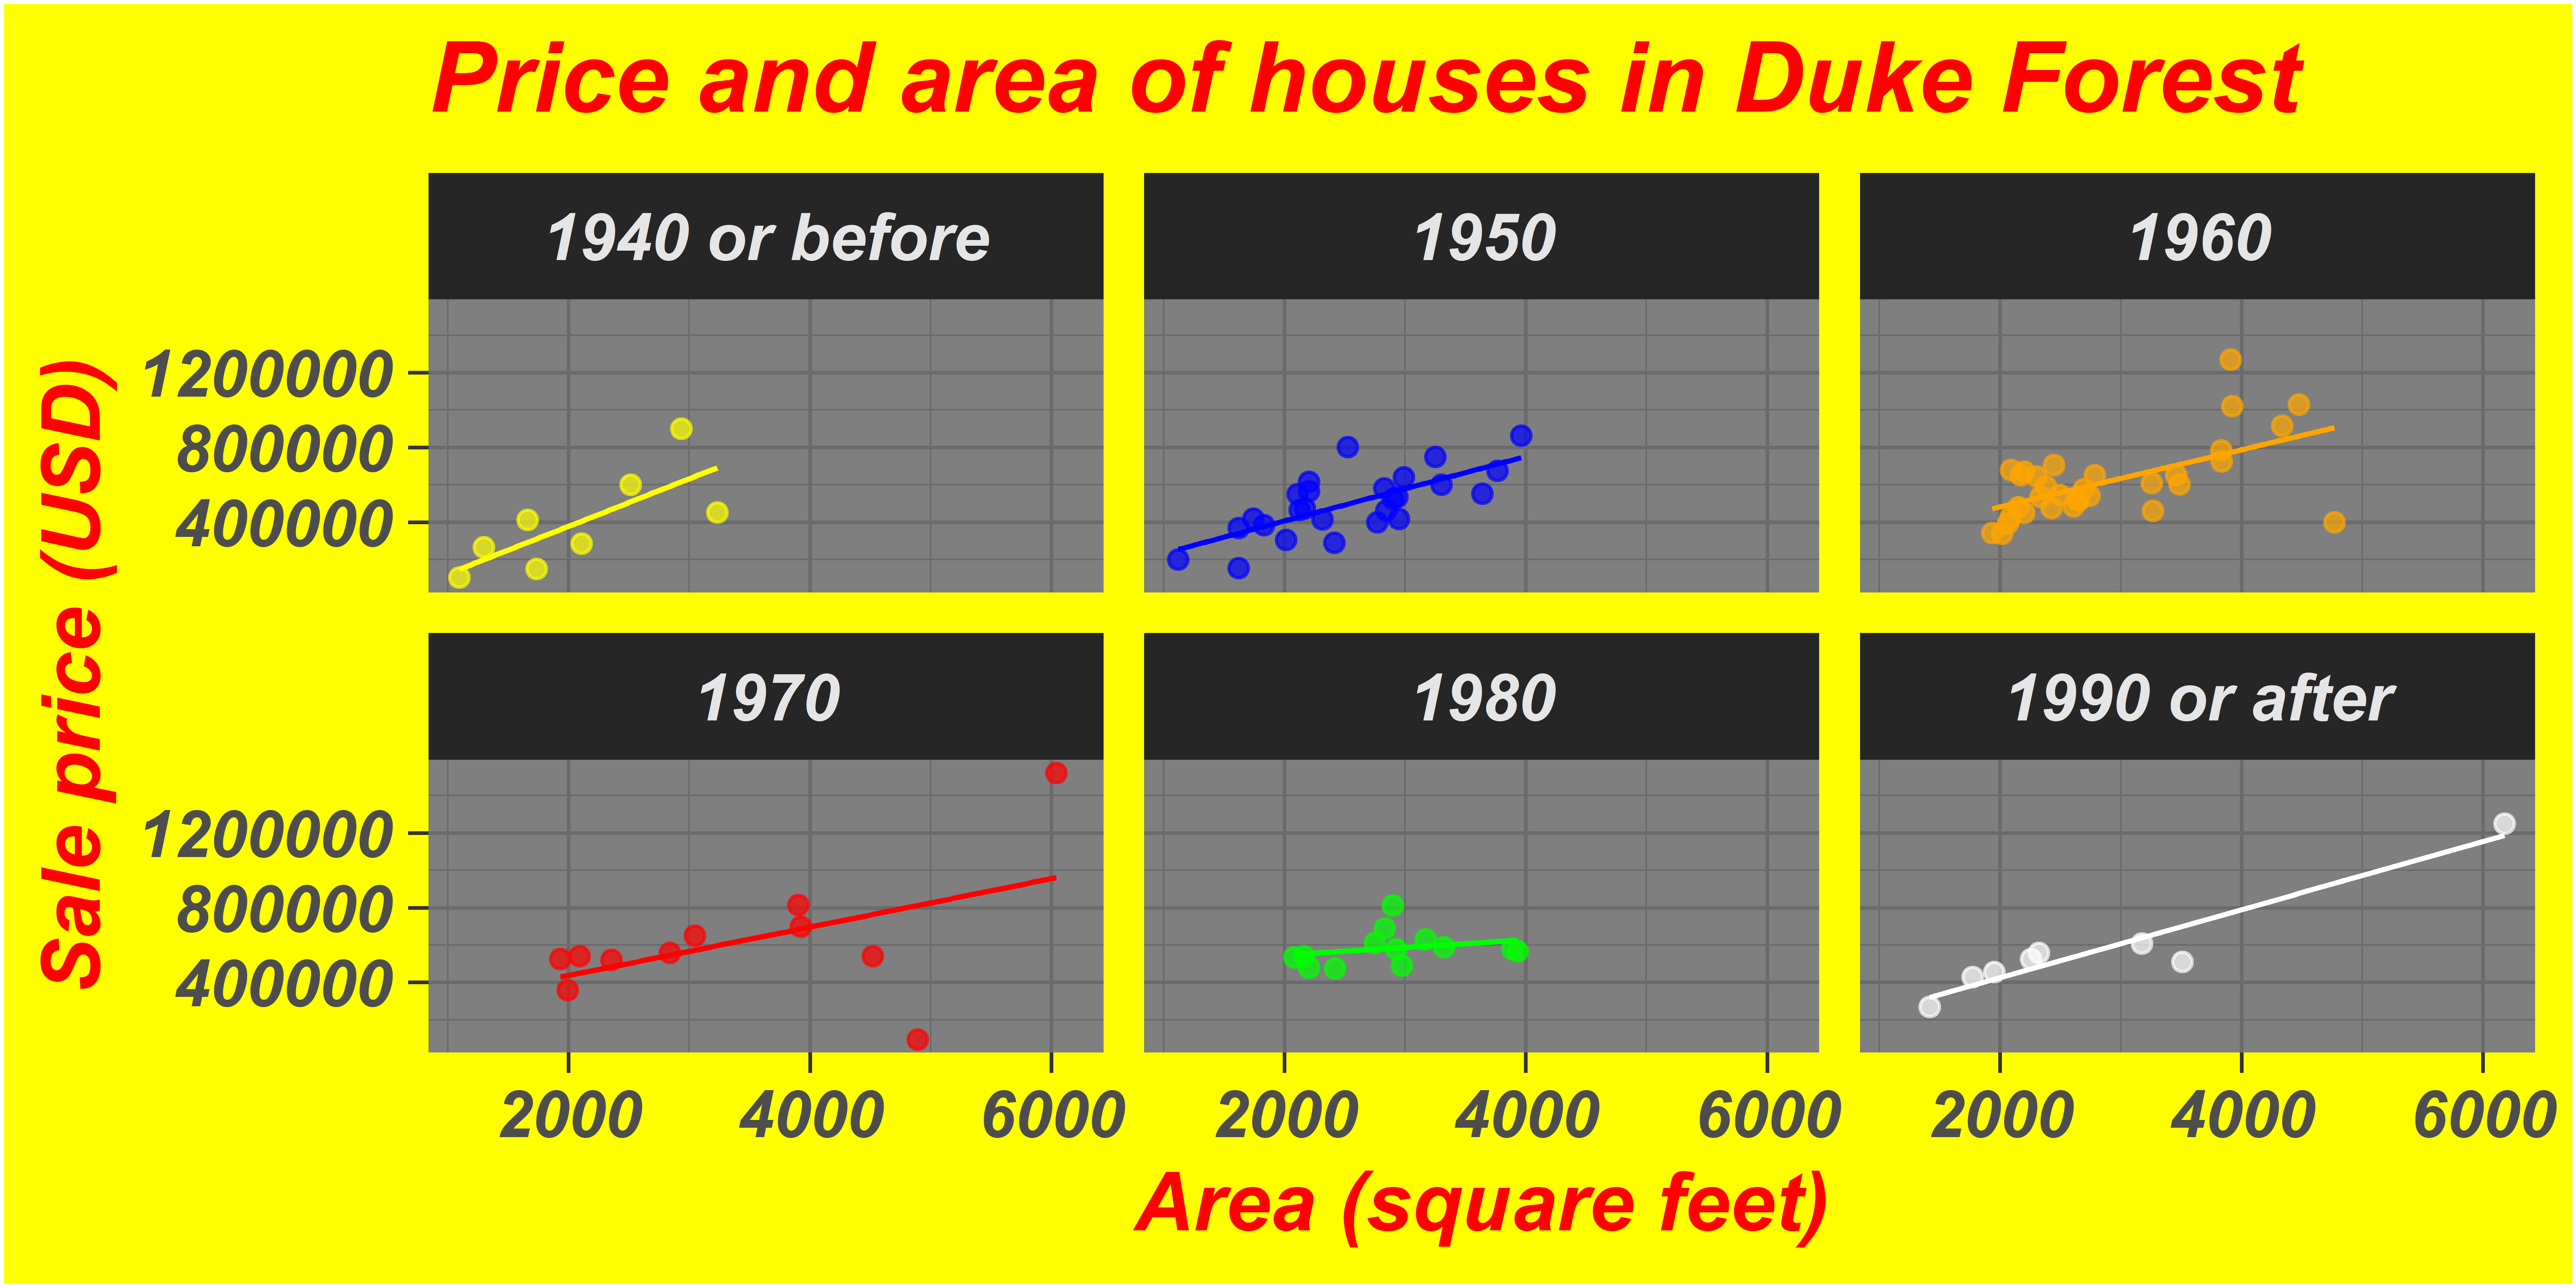 Price and area of houses in Duke Forest
1940 or before
1950
1960
1200000
800000
400000
Sale price (USD)
1970
1980
1990 or after
1200000
800000
400000
2000 4000 6000 2000 4000 6000 2000 4000 6000
Area (square feet)